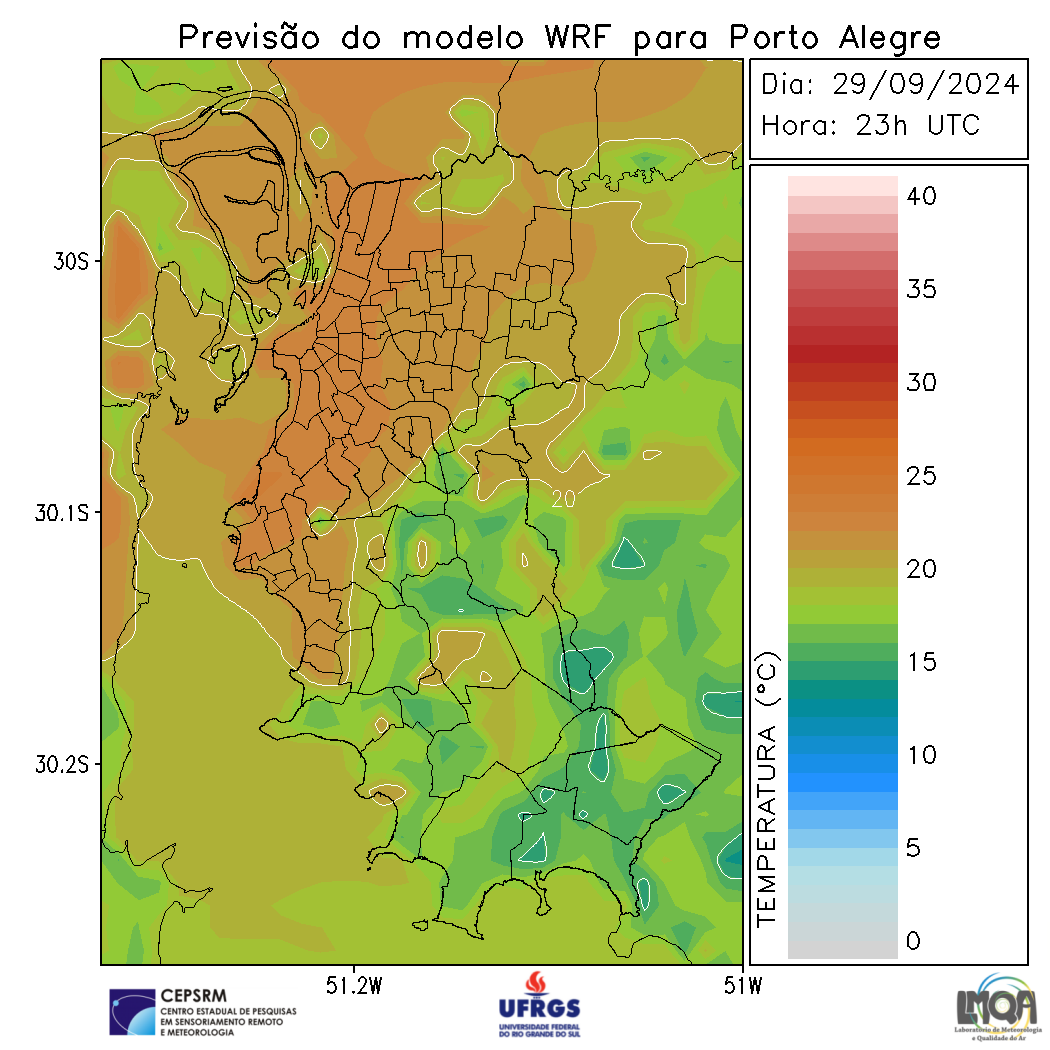 Previsão do modelo WRF para Porto Alegre
Dia: 29/09/2024
Hora: 23h UTC
40
35
30
25
20
15
10
5
0
TEMPERATURA (°C)
30S
30.1S
30.2S
20
51.2W
51W
CEPSRM
CENTRO ESTADUAL DE PESQUISAS
EM SENSORIAMENTO REMOTO
E METEOROLOGIA
UFRGS
UNIVERSIDADE FEDERAL
DO RIO GRANDE DO SUL
LMQA
Laboratório de Meteorologia
e Qualidade do Ar